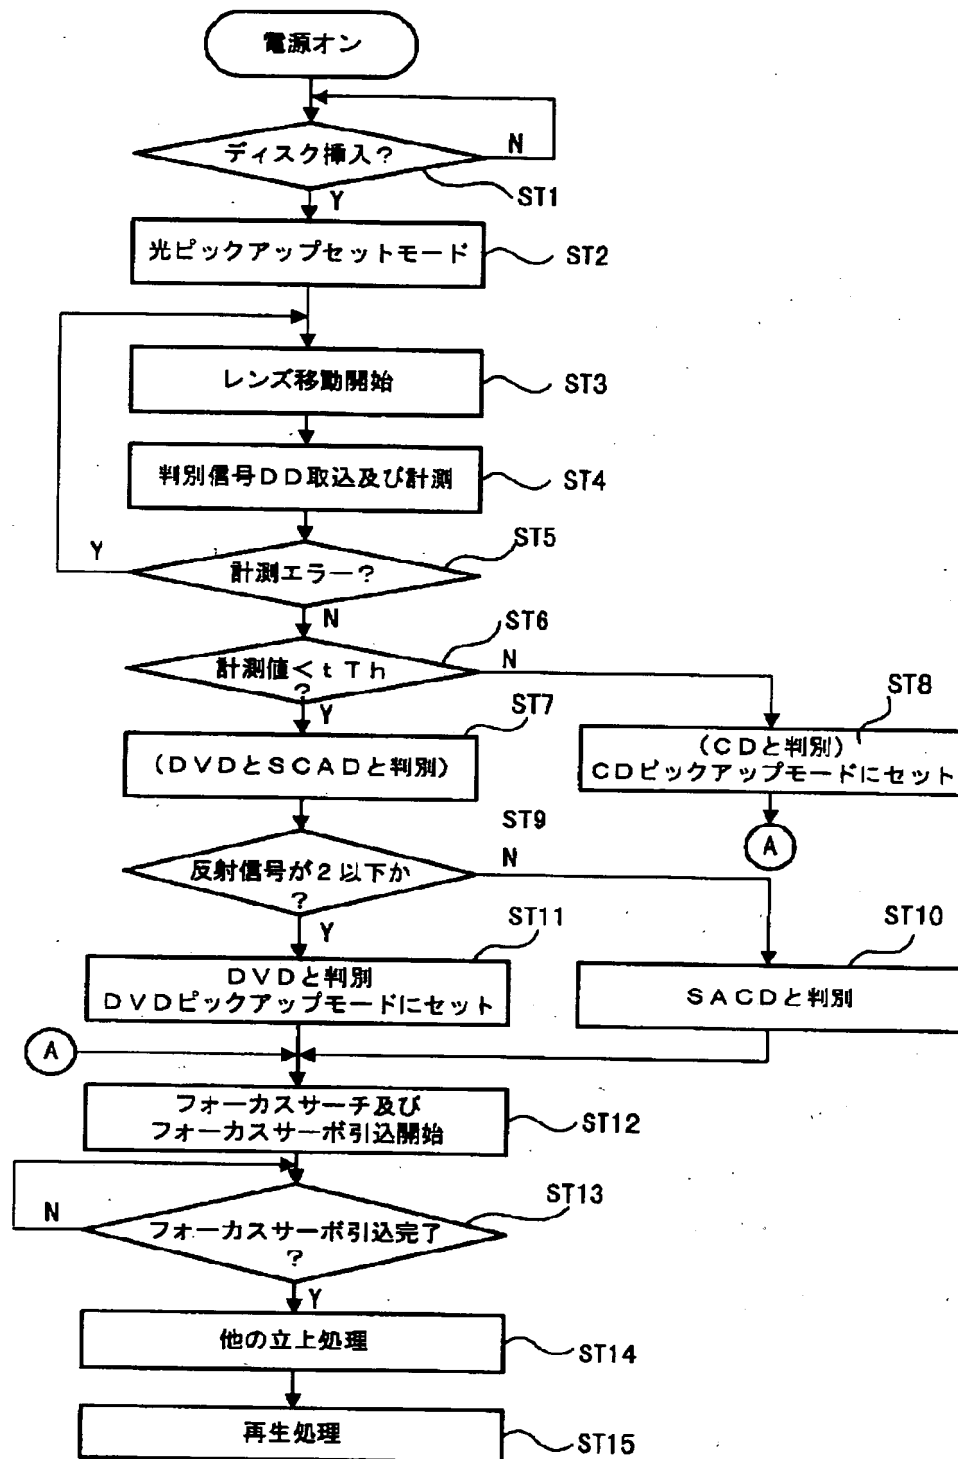 電源オン
ディスク挿入?
N
ST1
Y
光ピックアップセットモード
ST2
レンズ移動開始
ST3
判別信号DD取込及び計測
ST4
ST5
Y
計測エラー?
N
ST6
計測値<tTh
?
N
Y
ST7
ST8
(DVDとSCADと判別)
(CDと判別)
CDピックアップモードにセット
ST9
A
反射信号が2以下か
?
N
Y
ST11
ST10
DVDと判別
DVDピックアップモードにセット
SACDと判別
A
フォーカスサーチ及び
フォーカスサーボ引込開始
ST12
N
ST13
フォーカスサーボ引込完了
?
Y
他の立上処理
ST14
再生処理
ST15